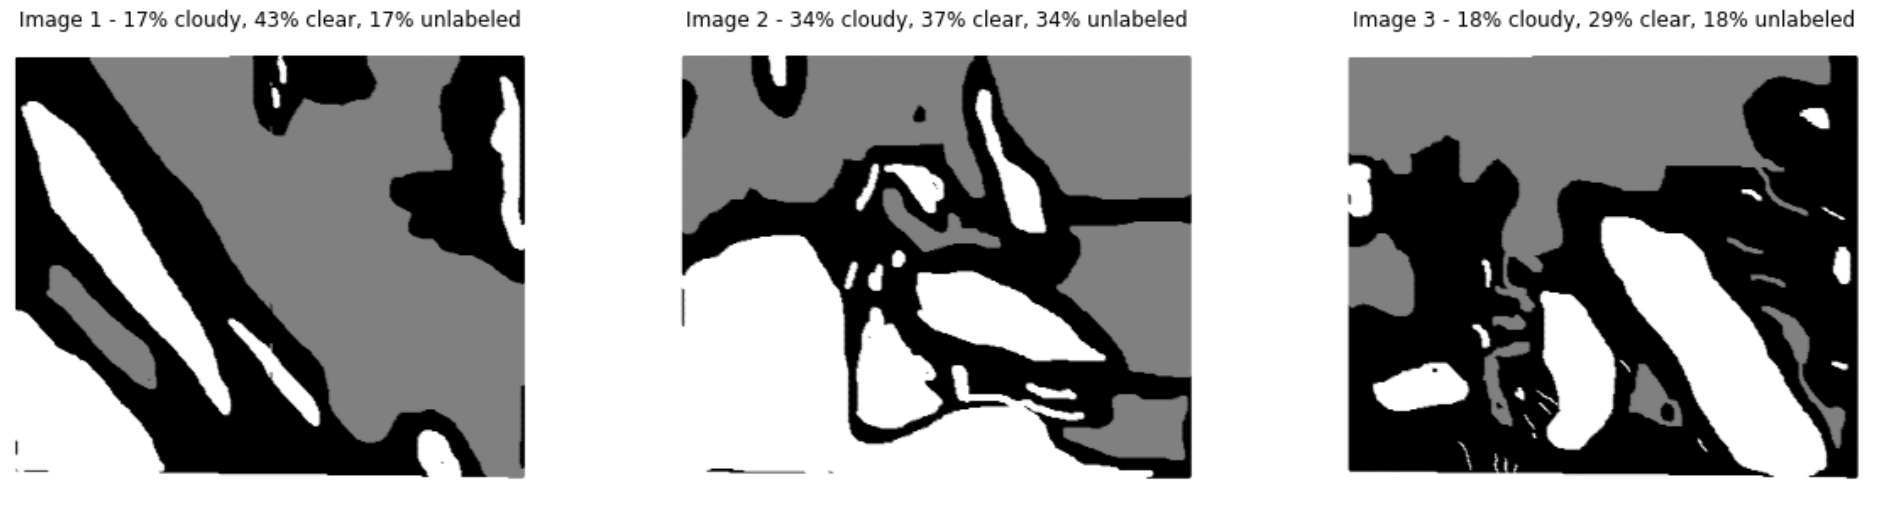 Image 1 - 17% cloudy, 43% clear, 17% unlabeled
Image 2 - 34% cloudy, 37% clear, 34% unlabeled
Image 3 - 18% cloudy, 29% clear, 18% unlabeled